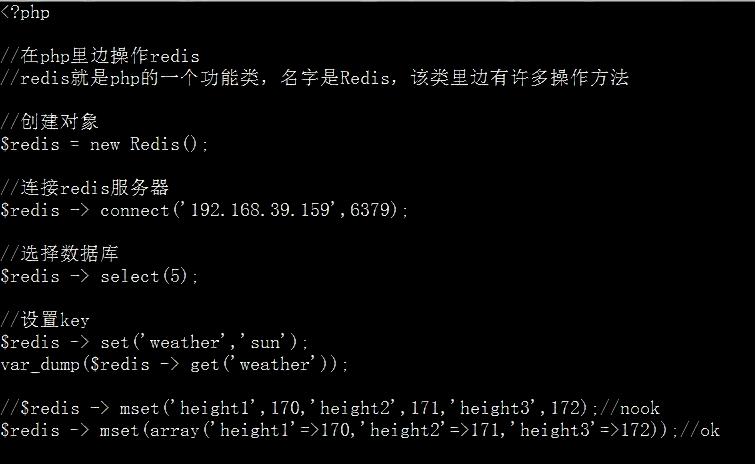 <?php
//在php里边操作redis
//redis就是php的一个功能类，名字是Redis，该类里边有许多操作方法
//创建对象
$redis = new Redis();
//连接redis服务器
$redis -> connect('192.168.39.159',6379);
//选择数据库
$redis -> select(5);
//设置key
$redis -> set('weather','sun');
var_dump($redis -> get('weather'));
//$redis -> mset('height1',170,'height2',171,'height3',172);//nook
$redis -> mset(array('height1'=>170,'height2'=>171,'height3'=>172));//ok